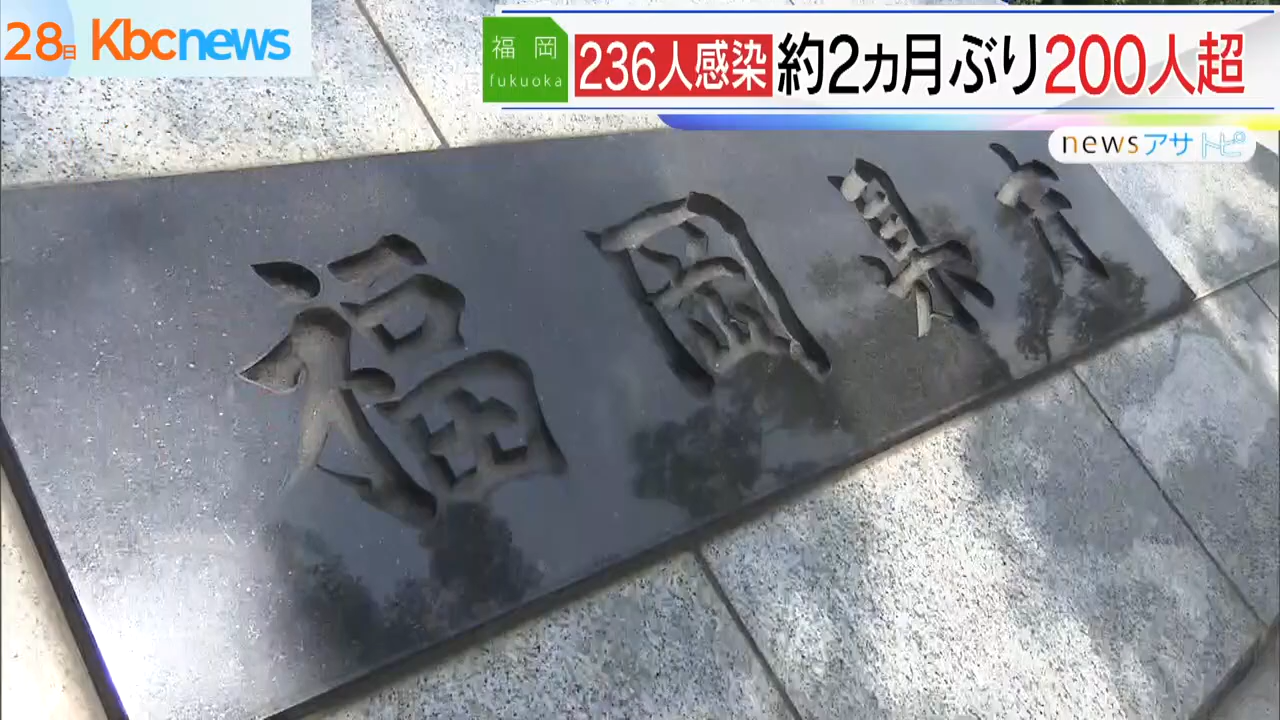 28日 Kbcnews
福岡
fukuoka
236人感染 約2ヵ月ぶり200人超
newsアサトピ
福岡県庁